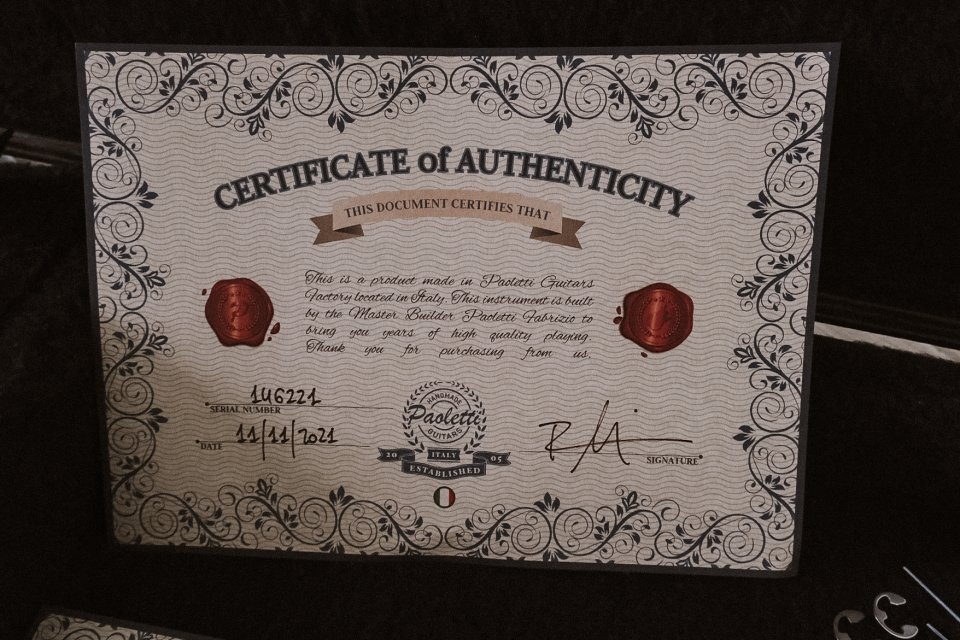 CERTIFICATE of AUTHENTICITY
THIS DOCUMENT CERTIFIES THAT
This is a product made in Paoletti Guitars
Factory located in Italy. This instrument is built
by the Master Builder Paoletti Fabrizio to
bring you years of high quality playing.
Thank you for purchasing from us.
146221
SERIAL NUMBER
11/11/2021
DATE
HANDMADE
Paoletti
GUITARS
20 ITALY 05
ESTABLISHED
SIGNATURE